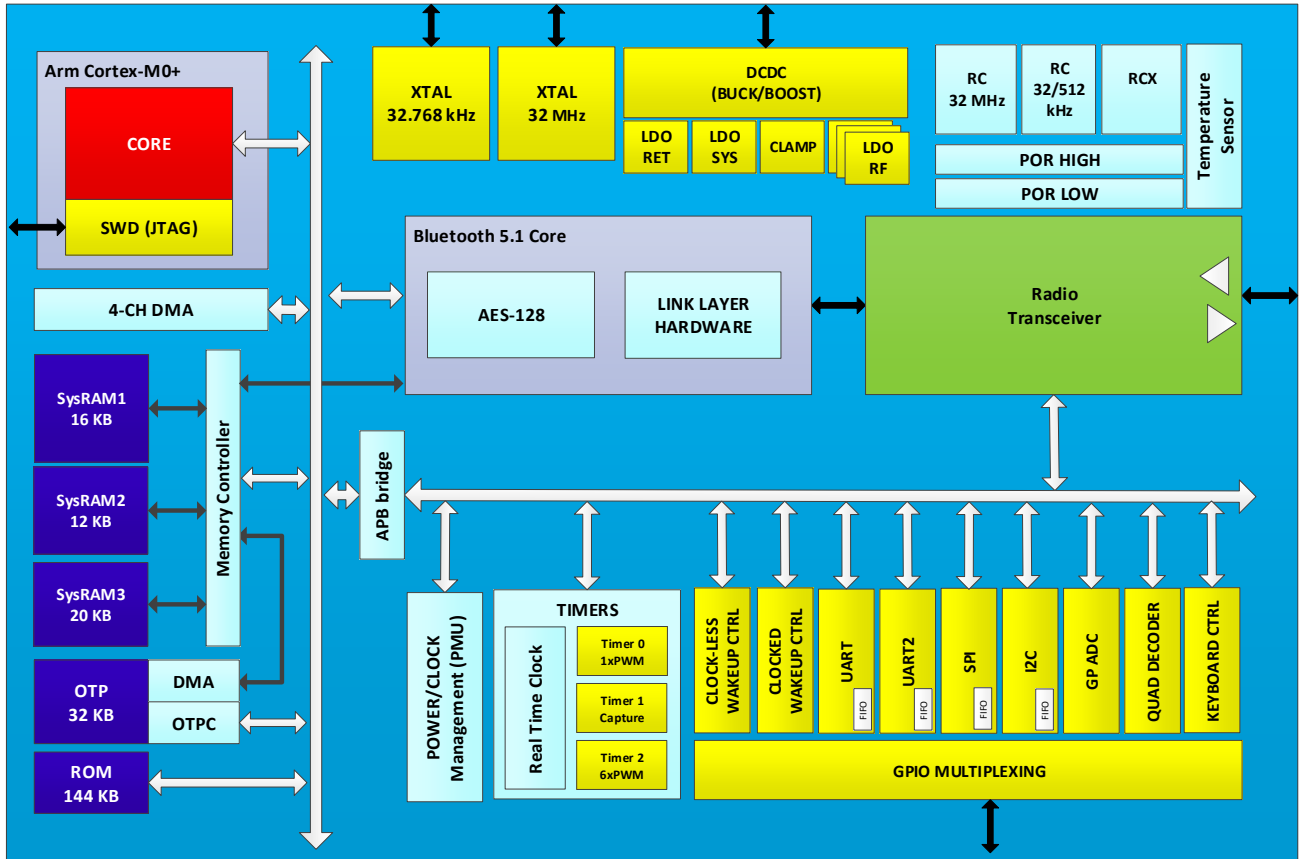 Arm Cortex-M0+
CORE
SWD (JTAG)
XTAL
32.768 kHz
XTAL
32 MHz
DCDC
(BUCK/BOOST)
LDO
RET
LDO
SYS
CLAMP
LDO
RF
RC
32 MHz
RC
32/512
kHz
RCX
POR HIGH
POR LOW
Temperature
Sensor
4-CH DMA
Bluetooth 5.1 Core
AES-128
LINK LAYER
HARDWARE
Radio
Transceiver
SysRAM1
16 KB
SysRAM2
12 KB
SysRAM3
20 KB
Memory Controller
OTP
32 KB
DMA
OTPC
ROM
144 KB
APB bridge
POWER/CLOCK
Management (PMU)
TIMERS
Real Time Clock
Timer 0
1xPWM
Timer 1
Capture
Timer 2
6xPWM
CLOCK-LESS
WAKEUP CTRL
CLOCKED
WAKEUP CTRL
UART
FIFO
UART2
FIFO
SPI
FIFO
I2C
FIFO
GP ADC
QUAD DECODER
KEYBOARD CTRL
GPIO MULTIPLEXING